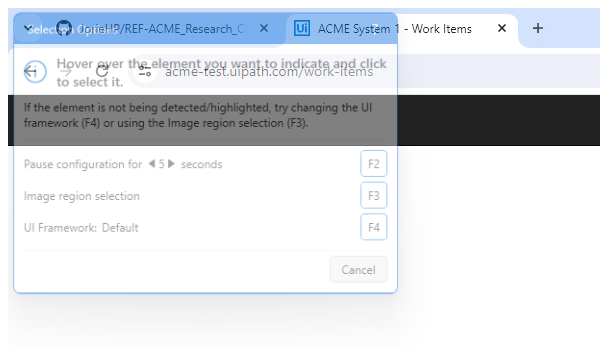 Selection Options
HP/REF-ACME_Research_C
Ui ACME System 1 - Work Items
Hover over the element you want to indicate and click
to select it.
acme-test.uipath.com/work-items
If the element is not being detected/highlighted, try changing the UI
framework (F4) or using the Image region selection (F3).
Pause configuration for 5 seconds F2
Image region selection F3
UI Framework: Default F4
Cancel